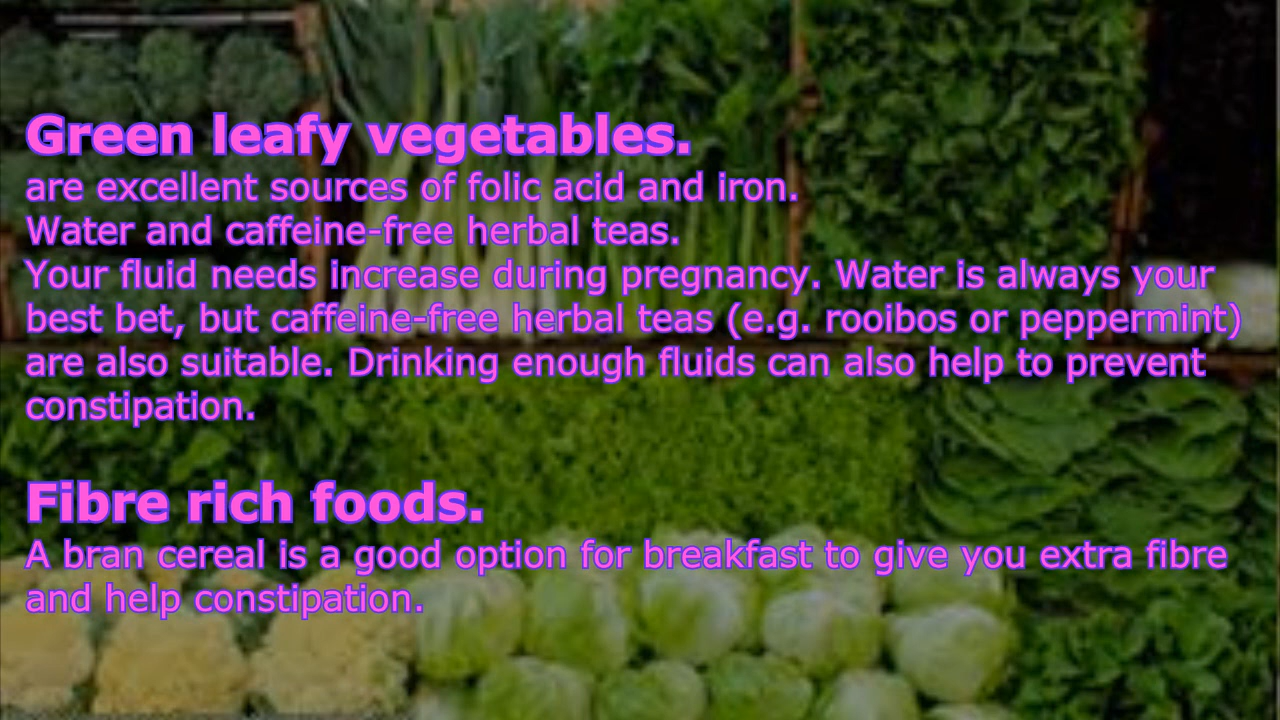 Green leafy vegetables.
are excellent sources of folic acid and iron.
Water and caffeine-free herbal teas.
Your fluid needs increase during pregnancy. Water is always your
best bet, but caffeine-free herbal teas (e.g. rooibos or peppermint)
are also suitable. Drinking enough fluids can also help to prevent
constipation.
Fibre rich foods.
A bran cereal is a good option for breakfast to give you extra fibre
and help constipation.